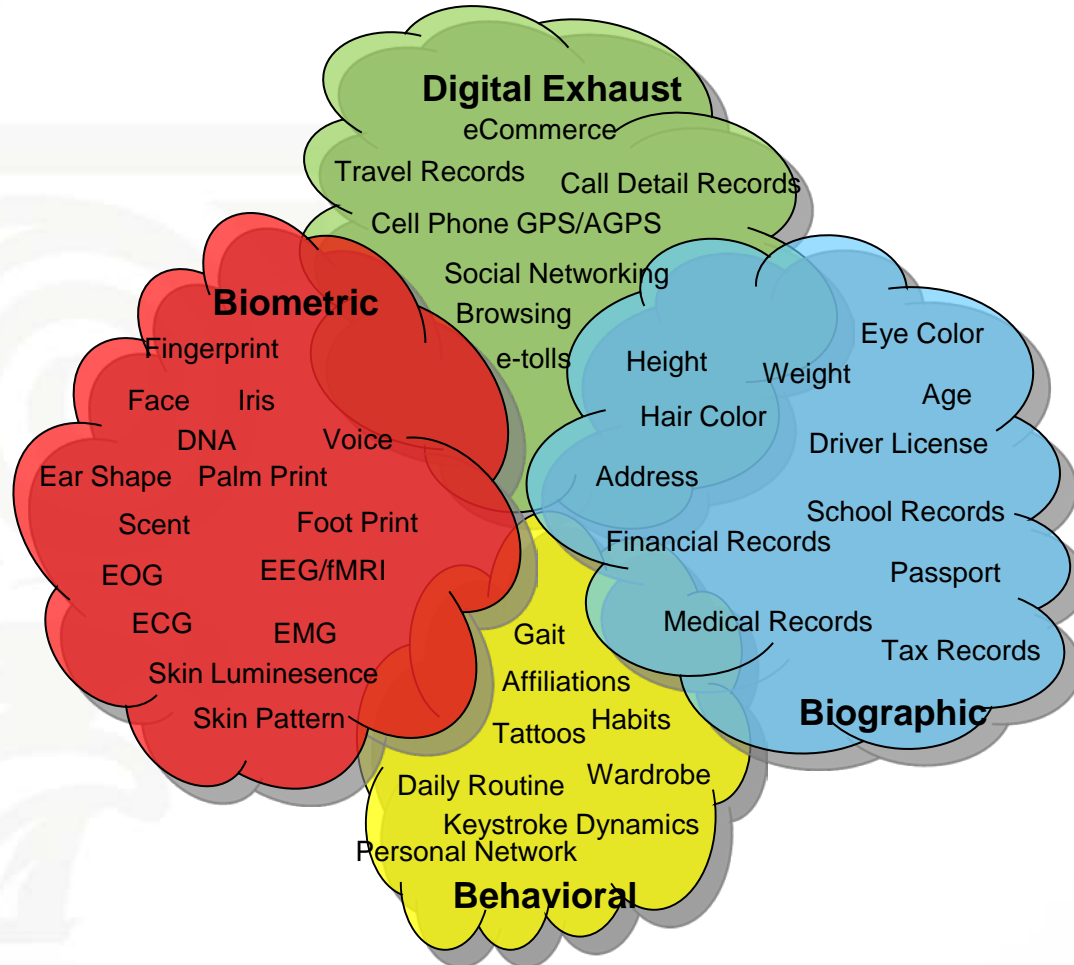 Digital Exhaust
eCommerce
Travel Records
Call Detail Records
Cell Phone GPS/AGPS
Social Networking
Browsing
e-tolls
Biometric
Fingerprint
Face
Iris
DNA
Voice
Ear Shape
Palm Print
Scent
Foot Print
EOG
EEG/fMRI
ECG
EMG
Skin Luminesence
Skin Pattern
Eye Color
Height
Weight
Age
Hair Color
Driver License
Address
School Records
Financial Records
Passport
Medical Records
Tax Records
Biographic
Gait
Affiliations
Habits
Tattoos
Wardrobe
Daily Routine
Keystroke Dynamics
Personal Network
Behavioral